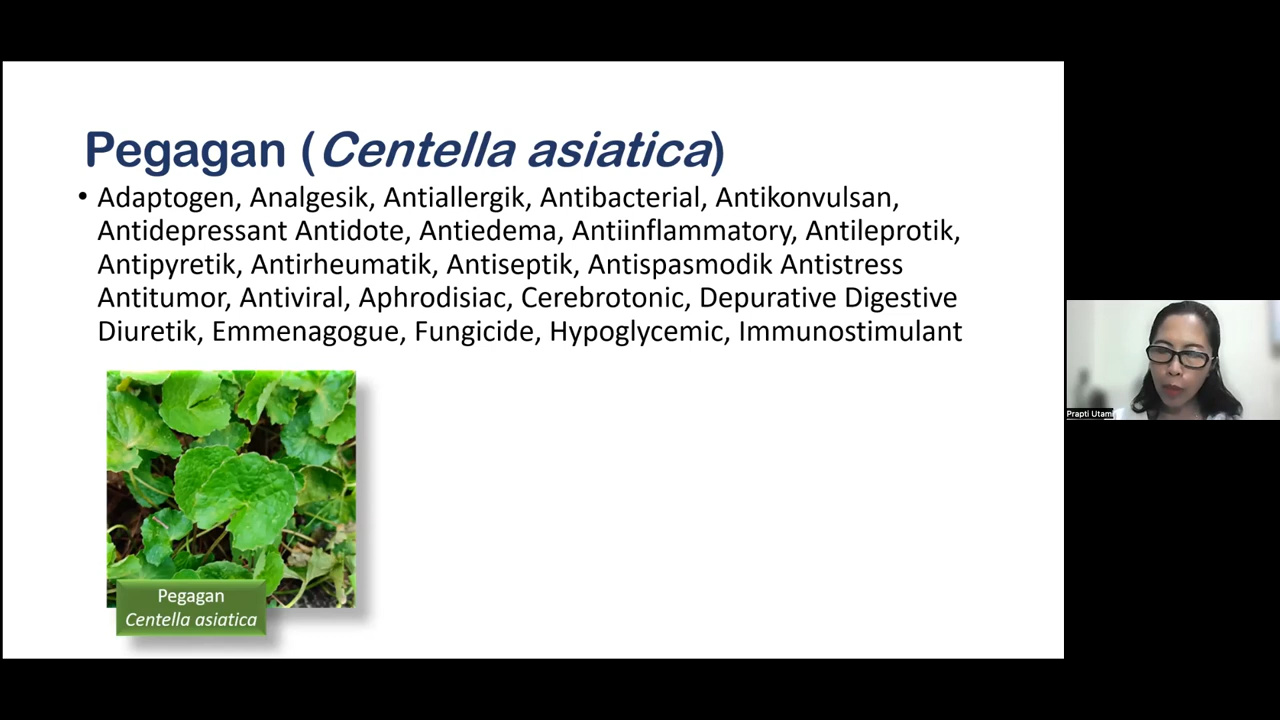 Pegagan (Centella asiatica)
• Adaptogen, Analgesik, Antiallergik, Antibacterial, Antikonvulsan,
Antidepressant Antidote, Antiedema, Antiinflammatory, Antileprotik,
Antipyretik, Antirheumatik, Antiseptik, Antispasmodik Antistress
Antitumor, Antiviral, Aphrodisiac, Cerebrotonic, Depurative Digestive
Diuretik, Emmenagogue, Fungicide, Hypoglycemic, Immunostimulant
Pegagan
Centella asiatica
Prapti Utami